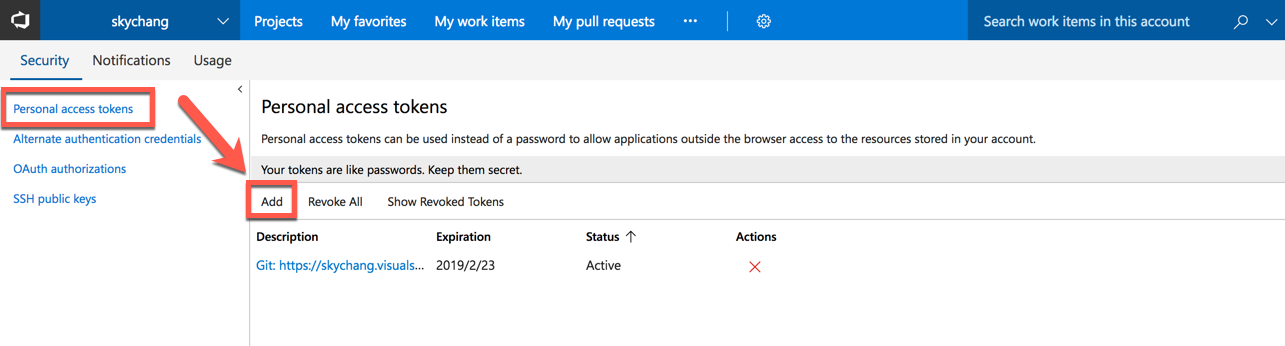 skychang Projects My favorites My work items My pull requests ··· Search work items in this account
Security Notifications Usage
Personal access tokens
Alternate authentication credentials
OAuth authorizations
SSH public keys
Personal access tokens
Personal access tokens can be used instead of a password to allow applications outside the browser access to the resources stored in your account.
Your tokens are like passwords. Keep them secret.
Add Revoke All Show Revoked Tokens
Description Expiration Status Actions
Git: https://skychang.visuals... 2019/2/23 Active